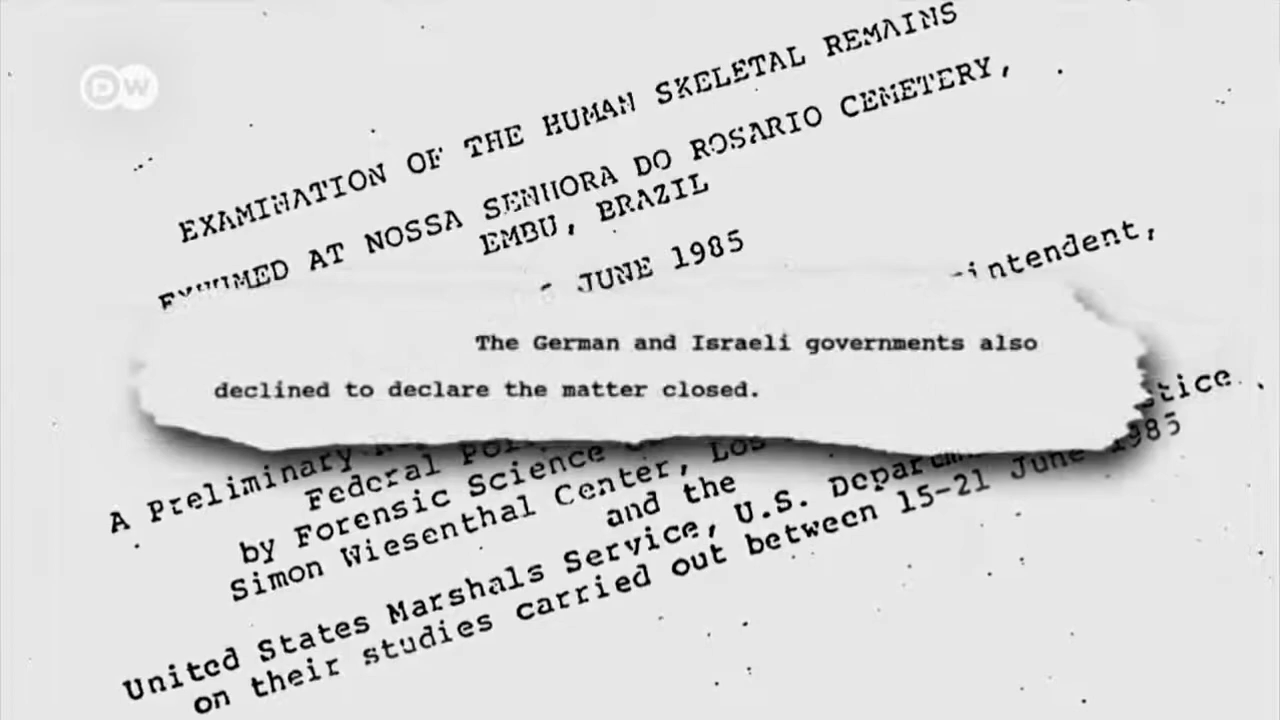 DW
EXAMINATION OF THE HUMAN SKELETAL REMAINS
EXHUMED AT NOSSA SENHORA DO ROSARIO CEMETERY,
EMBU, BRAZIL
- JUNE 1985
intendent,
The German and Israeli governments also
declined to declare the matter closed.
A Preliminary
Federal
by Forensic Science
Simon Wiesenthal Center, Los
and the
United States Marshals Service, U.S.
on their studies carried out between 15-21 June 1985